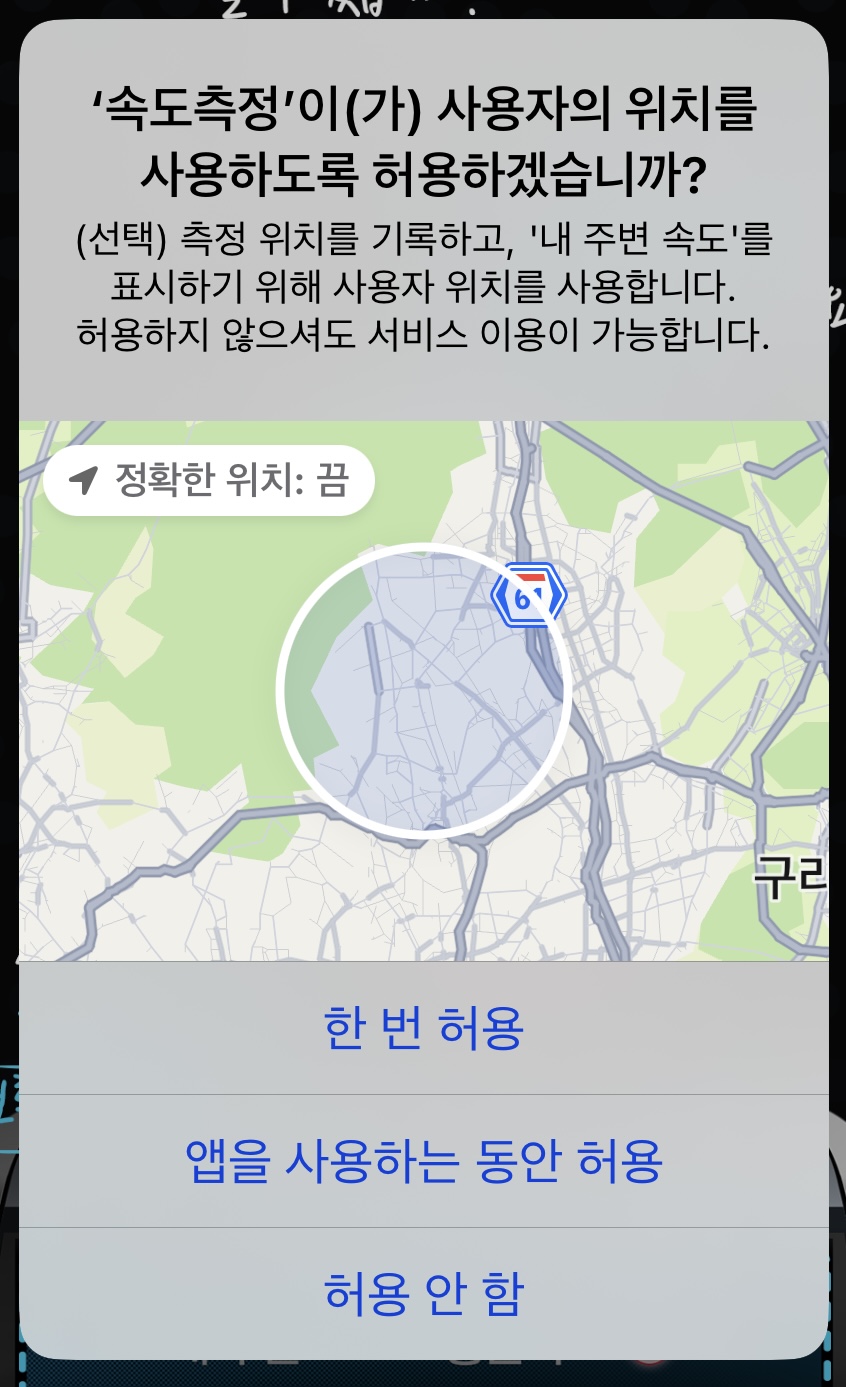 ‘속도측정’이(가) 사용자의 위치를
사용하도록 허용하겠습니까?
(선택) 측정 위치를 기록하고, '내 주변 속도'를
표시하기 위해 사용자 위치를 사용합니다.
허용하지 않으셔도 서비스 이용이 가능합니다.
정확한 위치: 끔
61
구리
한 번 허용
앱을 사용하는 동안 허용
허용 안 함